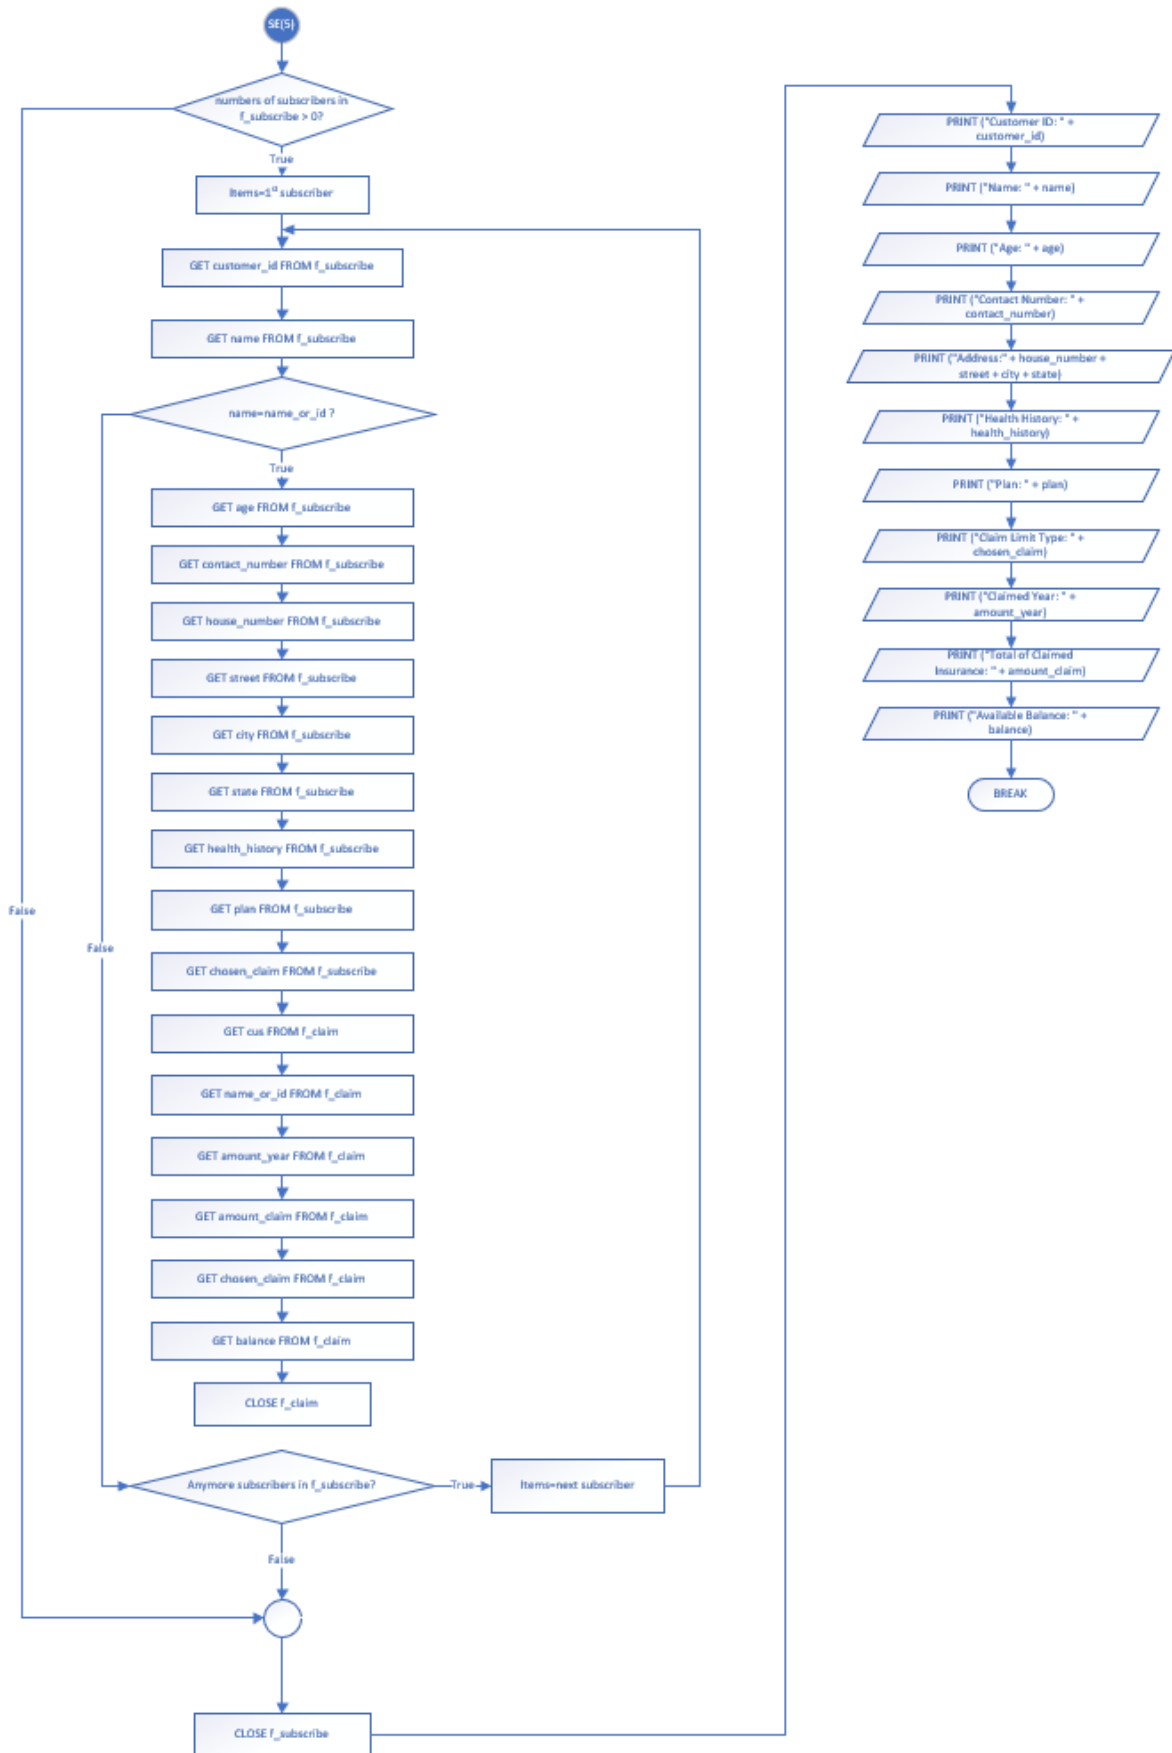 SE(5)
numbers of subscribers in
f_subscribe > 0?
True
Items=1st subscriber
GET customer_id FROM f_subscribe
GET name FROM f_subscribe
name=name_or_id ?
True
GET age FROM f_subscribe
GET contact_number FROM f_subscribe
GET house_number FROM f_subscribe
GET street FROM f_subscribe
GET city FROM f_subscribe
GET state FROM f_subscribe
GET health_history FROM f_subscribe
GET plan FROM f_subscribe
False
False
GET chosen_claim FROM f_subscribe
GET cus FROM f_claim
GET name_or_id FROM f_claim
GET amount_year FROM f_claim
GET amount_claim FROM f_claim
GET chosen_claim FROM f_claim
GET balance FROM f_claim
CLOSE f_claim
Anymore subscribers in f_subscribe?
True
Items=next subscriber
False
CLOSE f_subscribe
PRINT ("Customer ID: " +
customer_id)
PRINT ("Name: " + name)
PRINT ("Age: " + age)
PRINT ("Contact Number: " +
contact_number)
PRINT ("Address:" + house_number +
street + city + state)
PRINT ("Health History: " +
health_history)
PRINT ("Plan: " + plan)
PRINT ("Claim Limit Type: " +
chosen_claim)
PRINT ("Claimed Year: " +
amount_year)
PRINT ("Total of Claimed
Insurance: " + amount_claim)
PRINT ("Available Balance: " +
balance)
BREAK